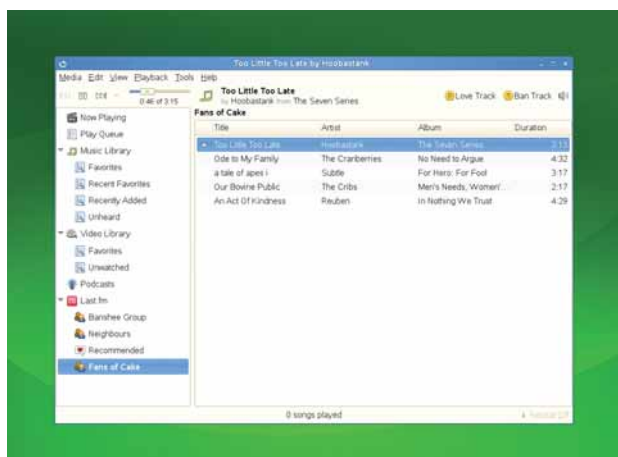 Too Little Too Late by Hoobastank
Media Edit View Playback Tools Help
0:46 of 3:15
Too Little Too Late
by Hoobastank from The Seven Series
Love Track
Ban Track
Now Playing
Play Queue
Music Library
Favorites
Recent Favorites
Recently Added
Unheard
Video Library
Favorites
Unwatched
Podcasts
Last.fm
Banshee Group
Neighbours
Recommended
Fans of Cake
Fans of Cake
Title Artist Album Duration
Too Little Too Late Hoobastank The Seven Series
Ode to My Family The Cranberries No Need to Argue 4:32
a tale of apes i Subtle For Hero: For Fool 3:17
Our Bovine Public The Cribs Men's Needs, Women'... 2:17
An Act Of Kindness Reuben In Nothing We Trust 4:29
0 songs played